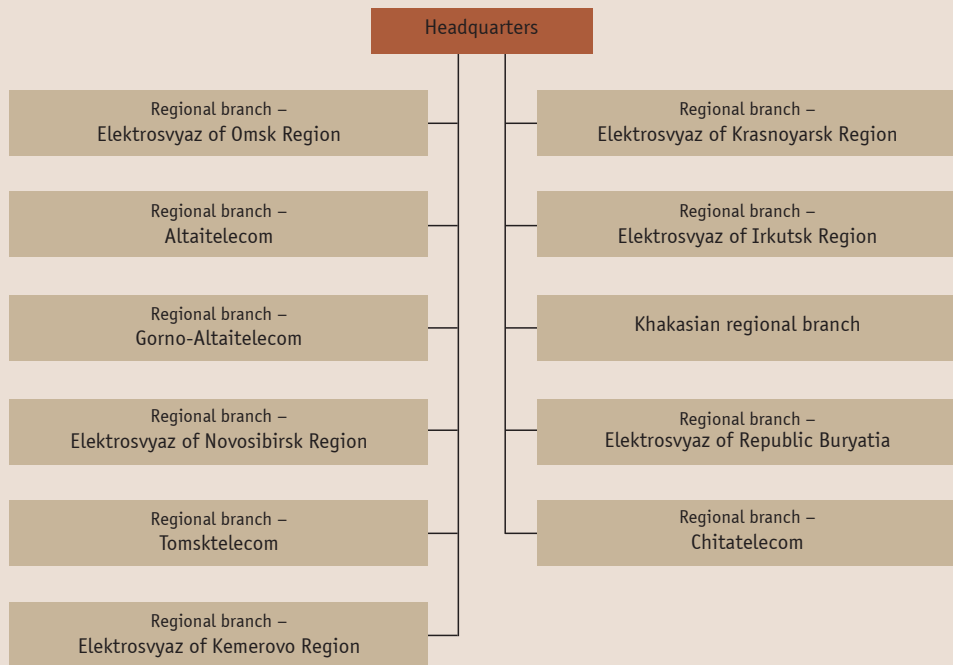 Headquarters
Regional branch –
Elektrosvyaz of Omsk Region
Regional branch –
Altaitelecom
Regional branch –
Gorno-Altaitelecom
Regional branch –
Elektrosvyaz of Novosibirsk Region
Regional branch –
Tomsktelecom
Regional branch –
Elektrosvyaz of Kemerovo Region
Regional branch –
Elektrosvyaz of Krasnoyarsk Region
Regional branch –
Elektrosvyaz of Irkutsk Region
Khakasian regional branch
Regional branch –
Elektrosvyaz of Republic Buryatia
Regional branch –
Chitatelecom